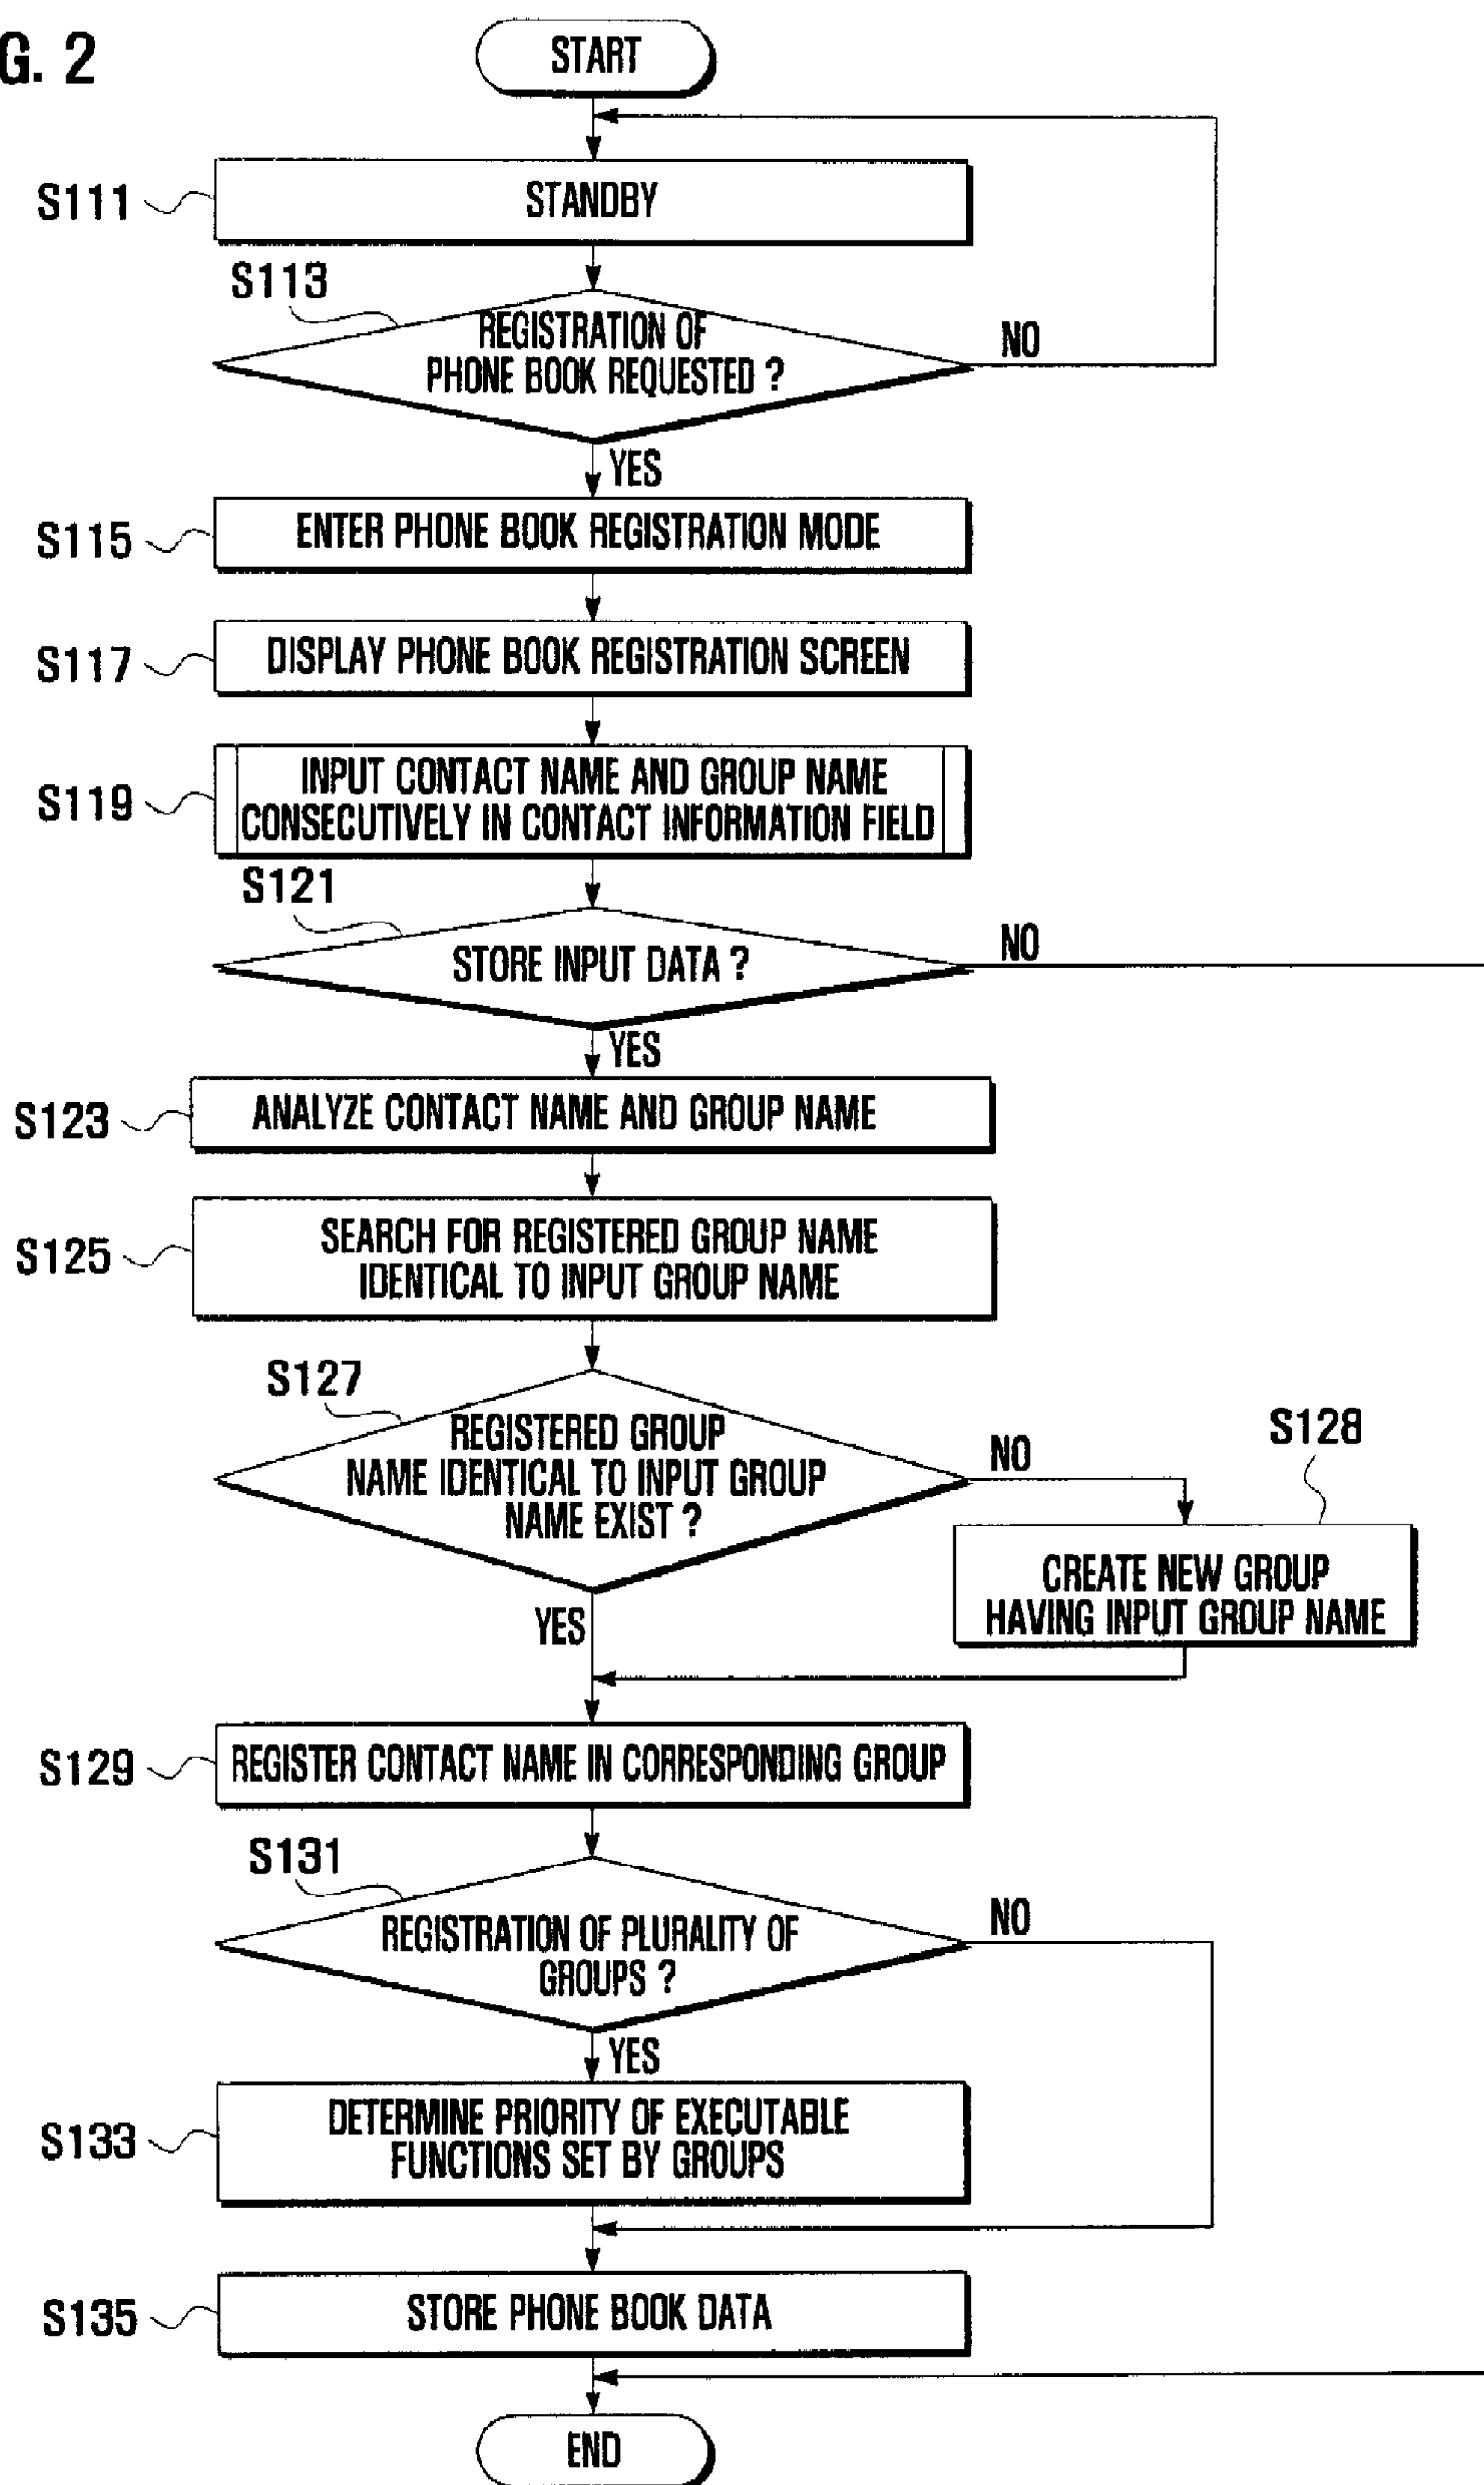 G. 2
START
S111
STANDBY
S113
REGISTRATION OF
PHONE BOOK REQUESTED ?
NO
YES
S115
ENTER PHONE BOOK REGISTRATION MODE
S117
DISPLAY PHONE BOOK REGISTRATION SCREEN
S119
INPUT CONTACT NAME AND GROUP NAME
CONSECUTIVELY IN CONTACT INFORMATION FIELD
S121
STORE INPUT DATA ?
NO
YES
S123
ANALYZE CONTACT NAME AND GROUP NAME
S125
SEARCH FOR REGISTERED GROUP NAME
IDENTICAL TO INPUT GROUP NAME
S127
REGISTERED GROUP
NAME IDENTICAL TO INPUT GROUP
NAME EXIST ?
NO
S128
CREATE NEW GROUP
HAVING INPUT GROUP NAME
YES
S129
REGISTER CONTACT NAME IN CORRESPONDING GROUP
S131
REGISTRATION OF PLURALITY OF
GROUPS ?
NO
YES
S133
DETERMINE PRIORITY OF EXECUTABLE
FUNCTIONS SET BY GROUPS
S135
STORE PHONE BOOK DATA
END